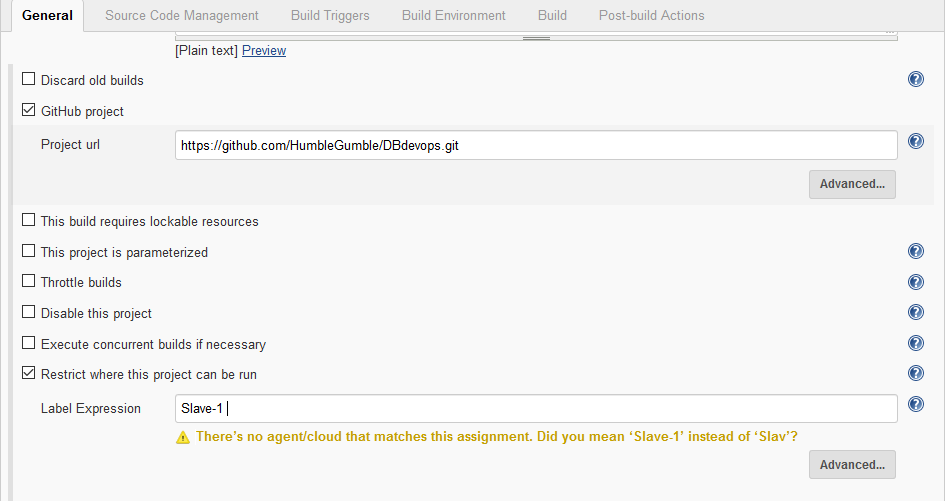 General Source Code Management Build Triggers Build Environment Build Post-build Actions
[Plain text] Preview
Discard old builds
GitHub project
Project url https://github.com/HumbleGumble/DBdevops.git
Advanced...
This build requires lockable resources
This project is parameterized
Throttle builds
Disable this project
Execute concurrent builds if necessary
Restrict where this project can be run
Label Expression Slave-1
There's no agent/cloud that matches this assignment. Did you mean ‘Slave-1’ instead of ‘Slav’?
Advanced...